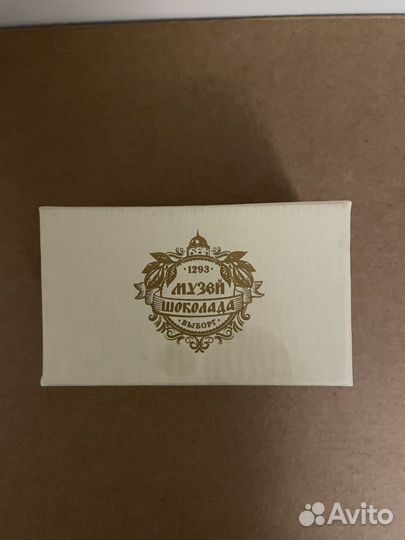 · 1293 ·
МУЗЕЙ
ШОКОЛАДА
· ВЫБОРГ ·
Avito